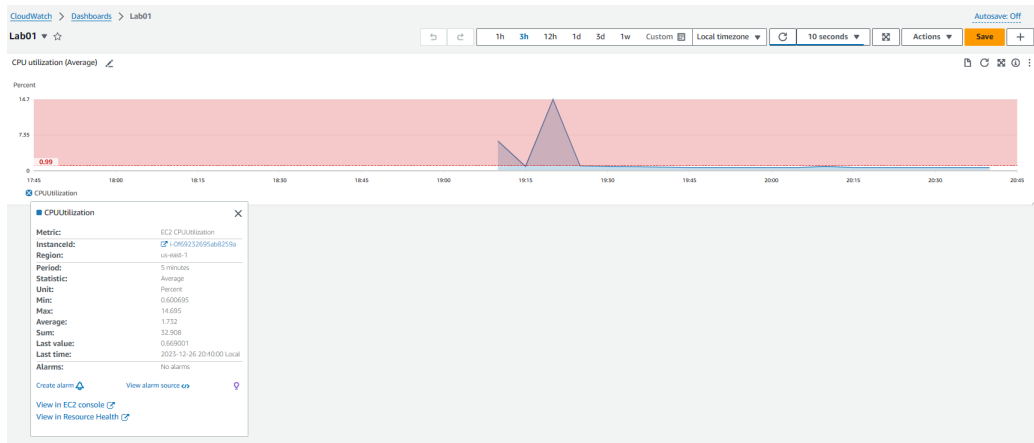 CloudWatch > Dashboards > Lab01
Autosave: Off
Lab01
1h 3h 12h 1d 3d 1w Custom Local timezone 10 seconds Actions Save +
CPU utilization (Average)
Percent
14.7
7.35
0.99
0
17:45 18:00 18:15 18:30 18:45 19:00 19:15 19:30 19:45 20:00 20:15 20:30 20:45
CPUUtilization
CPUUtilization
Metric: EC2 CPUUtilization
InstanceId: i-0f69232695ab8259a
Region: us-east-1
Period: 5 minutes
Statistic: Average
Unit: Percent
Min: 0.600695
Max: 14.695
Average: 1.732
Sum: 32.908
Last value: 0.669001
Last time: 2023-12-26 20:40:00 Local
Alarms: No alarms
Create alarm View alarm source
View in EC2 console
View in Resource Health